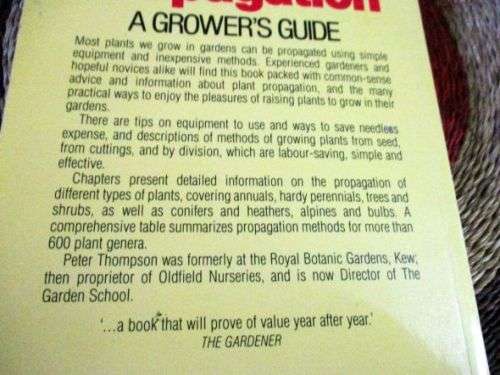 pagation
A GROWER'S GUIDE
Most plants we grow in gardens can be propagated using simple
equipment and inexpensive methods. Experienced gardeners and
hopeful novices alike will find this book packed with common-sense
advice and information about plant propagation, and the many
practical ways to enjoy the pleasures of raising plants to grow in their
gardens.
There are tips on equipment to use and ways to save needless
expense, and descriptions of methods of growing plants from seed,
from cuttings, and by division, which are labour-saving, simple and
effective.
Chapters present detailed information on the propagation of
different types of plants, covering annuals, hardy perennials, trees and
shrubs, as well as conifers and heathers, alpines and bulbs. A
comprehensive table summarizes propagation methods for more than
600 plant genera.
Peter Thompson was formerly at the Royal Botanic Gardens, Kew;
then proprietor of Oldfield Nurseries, and is now Director of The
Garden School.
'...a book that will prove of value year after year.'
THE GARDENER